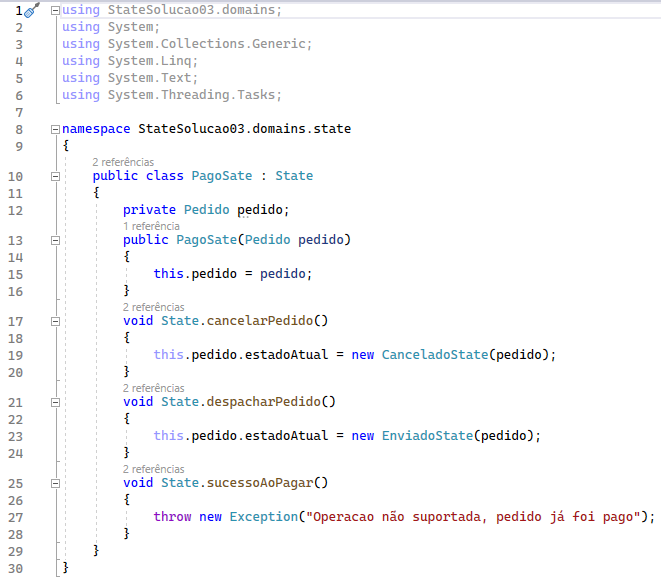 1 using StateSolucao03.domains;
2 using System;
3 using System.Collections.Generic;
4 using System.Linq;
5 using System.Text;
6 using System.Threading.Tasks;
7
8 namespace StateSolucao03.domains.state
9 {
2 referências
10 public class PagoSate : State
11 {
12 private Pedido pedido;
1 referência
13 public PagoSate(Pedido pedido)
14 {
15 this.pedido = pedido;
16 }
2 referências
17 void State.cancelarPedido()
18 {
19 this.pedido.estadoAtual = new CanceladoState(pedido);
20 }
2 referências
21 void State.despacharPedido()
22 {
23 this.pedido.estadoAtual = new EnviadoState(pedido);
24 }
2 referências
25 void State.sucessoAoPagar()
26 {
27 throw new Exception("Operacao não suportada, pedido já foi pago");
28 }
29 }
30 }